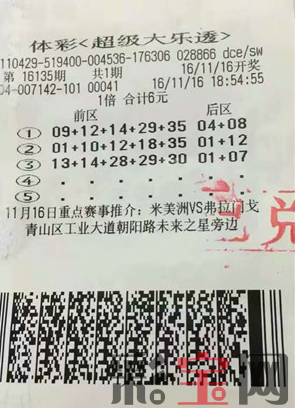 体彩<超级大乐透>
110429-519400-004536-176306 028866 dce/sw
第 16135期 共1期 16/11/16开奖
04-007142-101 00041 16/11/16 18:54:55
1倍 合计6元
前区 后区
① 09+12+14+29+35 04+08
② 01+10+12+18+35 01+12
③ 13+14+28+29+30 01+07
④ . . . . . . .
⑤ . . . . . . .
11月16日重点赛事推介: 米美洲VS弗拉门戈
青山区工业大道朝阳路未来之星旁边
兑
宝网